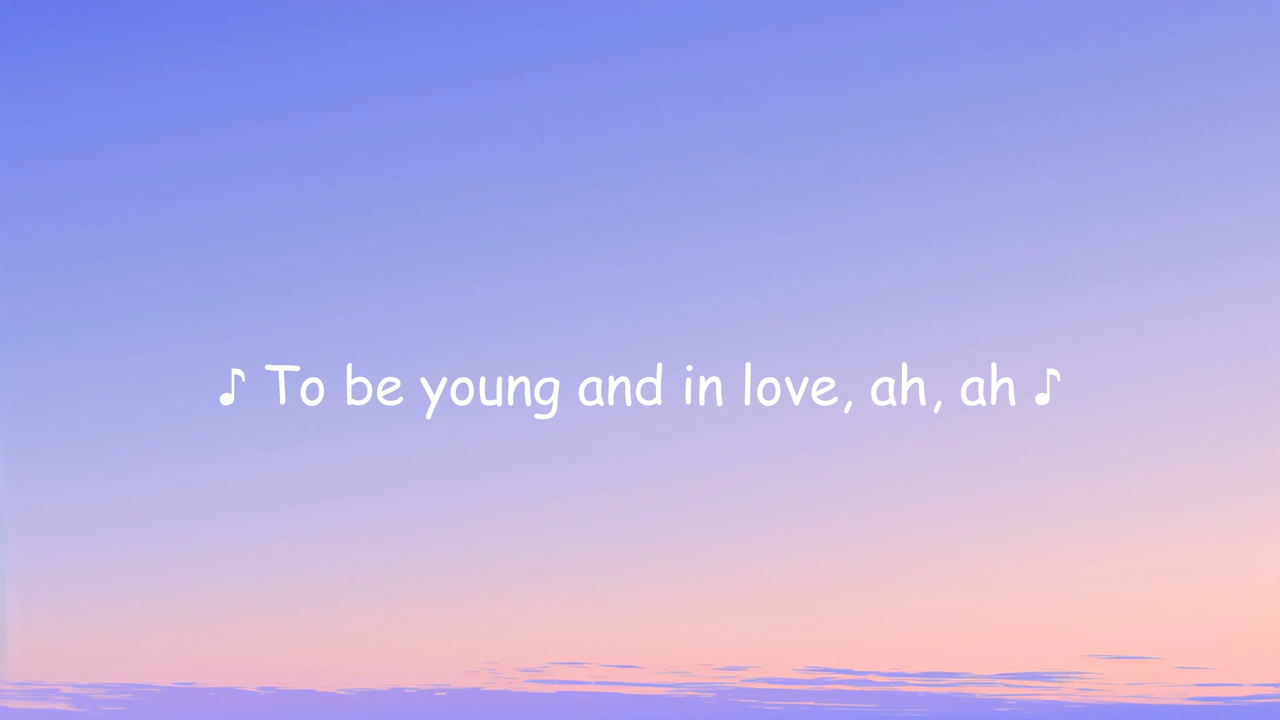 ♪ To be young and in love, ah, ah ♪